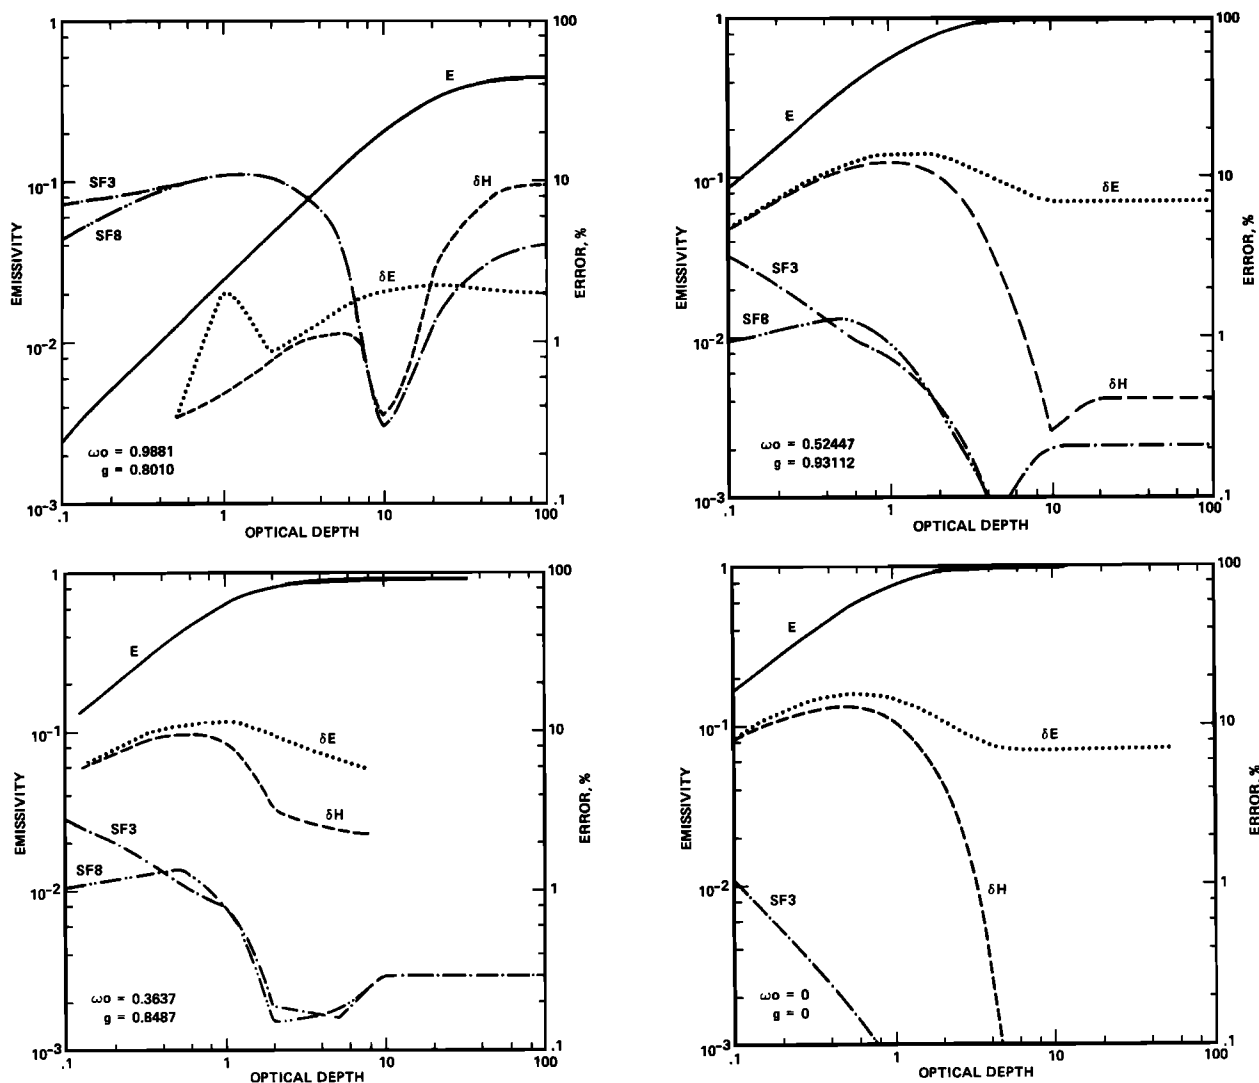 1
100
E
SF3
10⁻¹
10
δH
SF8
EMISSIVITY
ERROR, %
δE
10⁻²
1
ωo = 0.9881
g = 0.8010
10⁻³
.1
.1
1
10
100
OPTICAL DEPTH
1
100
E
10⁻¹
10
δE
EMISSIVITY
ERROR, %
SF3
SF8
10⁻²
1
δH
ωo = 0.52447
g = 0.93112
10⁻³
.1
.1
1
10
100
OPTICAL DEPTH
1
100
E
10⁻¹
10
δE
EMISSIVITY
ERROR, %
δH
SF3
SF8
10⁻²
1
ωo = 0.3637
g = 0.8487
10⁻³
.1
.1
1
10
100
OPTICAL DEPTH
1
100
E
10⁻¹
10
δE
EMISSIVITY
ERROR, %
SF3
10⁻²
1
δH
ωo = 0
g = 0
10⁻³
.1
.1
1
10
100
OPTICAL DEPTH